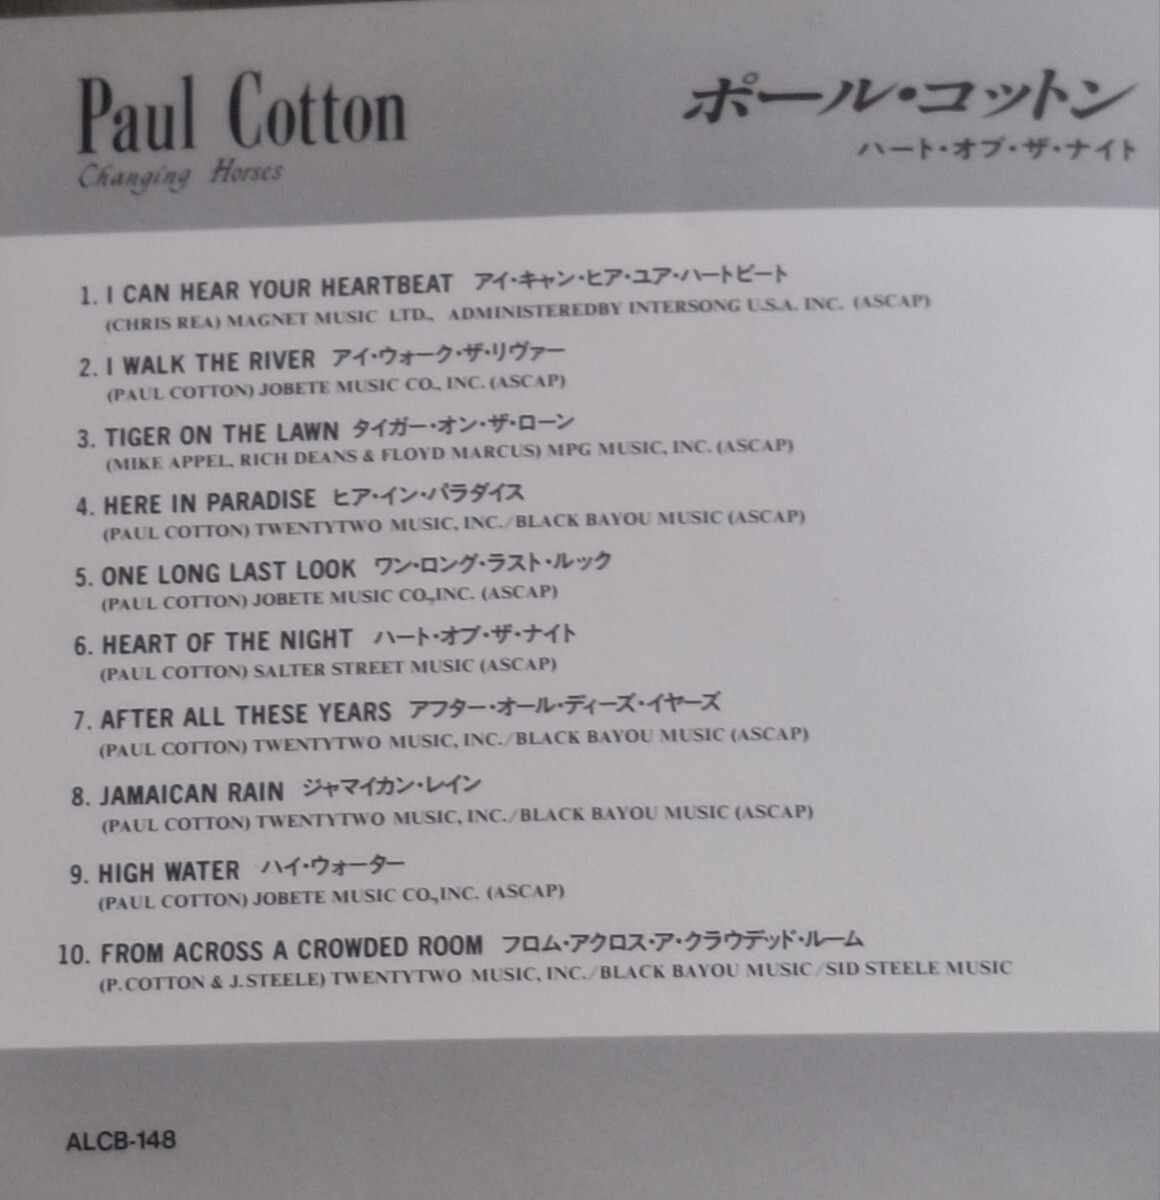 Paul Cotton
Changing Horses
ポール・コットン
ハート・オブ・ザ・ナイト
1. I CAN HEAR YOUR HEARTBEAT アイ・キャン・ヒア・ユア・ハートビート
(CHRIS REA) MAGNET MUSIC LTD., ADMINISTEREDBY INTERSONG U.S.A. INC. (ASCAP)
2. I WALK THE RIVER アイ・ウォーク・ザ・リヴァー
(PAUL COTTON) JOBETE MUSIC CO., INC. (ASCAP)
3. TIGER ON THE LAWN タイガー・オン・ザ・ローン
(MIKE APPEL, RICH DEANS & FLOYD MARCUS) MPG MUSIC, INC. (ASCAP)
4. HERE IN PARADISE ヒア・イン・パラダイス
(PAUL COTTON) TWENTYTWO MUSIC, INC./BLACK BAYOU MUSIC (ASCAP)
5. ONE LONG LAST LOOK ワン・ロング・ラスト・ルック
(PAUL COTTON) JOBETE MUSIC CO.,INC. (ASCAP)
6. HEART OF THE NIGHT ハート・オブ・ザ・ナイト
(PAUL COTTON) SALTER STREET MUSIC (ASCAP)
7. AFTER ALL THESE YEARS アフター・オール・ディーズ・イヤーズ
(PAUL COTTON) TWENTYTWO MUSIC, INC./BLACK BAYOU MUSIC (ASCAP)
8. JAMAICAN RAIN ジャマイカン・レイン
(PAUL COTTON) TWENTYTWO MUSIC, INC./BLACK BAYOU MUSIC (ASCAP)
9. HIGH WATER ハイ・ウォーター
(PAUL COTTON) JOBETE MUSIC CO.,INC. (ASCAP)
10. FROM ACROSS A CROWDED ROOM フロム・アクロス・ア・クラウデッド・ルーム
(P.COTTON & J.STEELE) TWENTYTWO MUSIC, INC./BLACK BAYOU MUSIC/SID STEELE MUSIC
ALCB-148